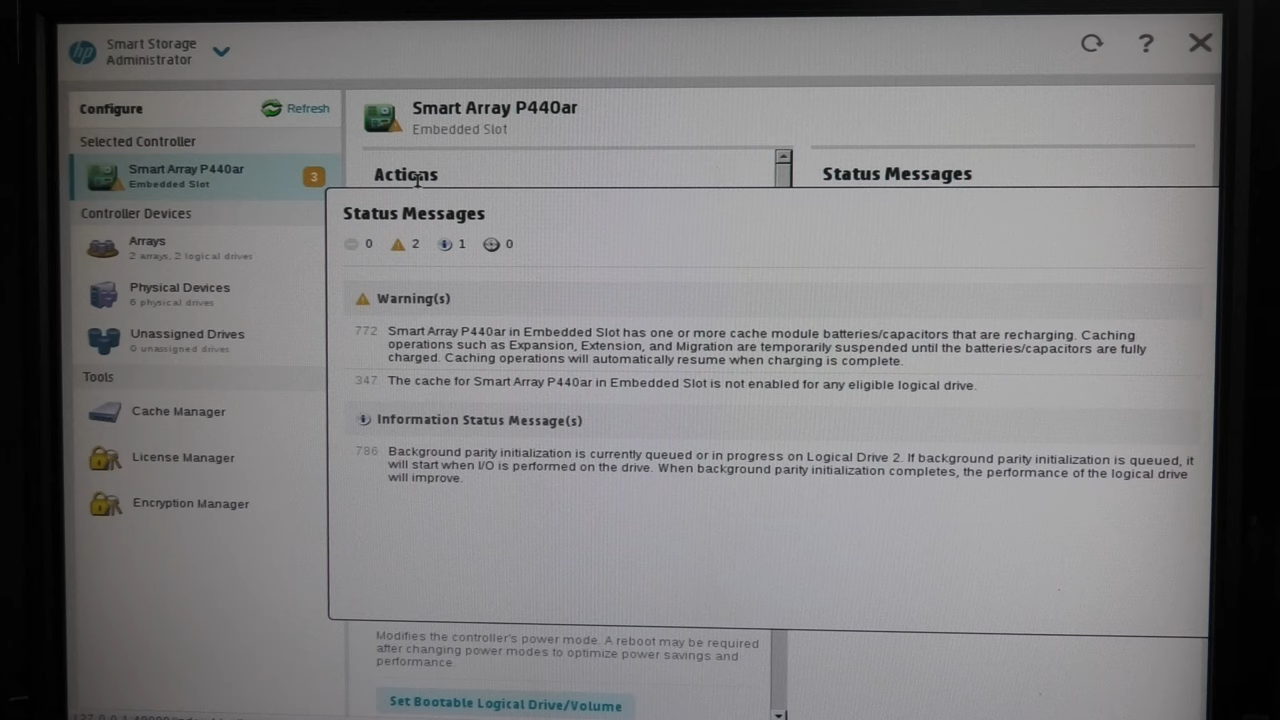 hp
Smart Storage
Administrator
?
Configure
Refresh
Selected Controller
Smart Array P440ar
Embedded Slot
3
Controller Devices
Arrays
2 arrays, 2 logical drives
Physical Devices
6 physical drives
Unassigned Drives
0 unassigned drives
Tools
Cache Manager
License Manager
Encryption Manager
Smart Array P440ar
Embedded Slot
Actions
Status Messages
Status Messages
0 2 1 0
Warning(s)
772 Smart Array P440ar in Embedded Slot has one or more cache module batteries/capacitors that are recharging. Caching
operations such as Expansion, Extension, and Migration are temporarily suspended until the batteries/capacitors are fully
charged. Caching operations will automatically resume when charging is complete.
347 The cache for Smart Array P440ar in Embedded Slot is not enabled for any eligible logical drive.
Information Status Message(s)
786 Background parity initialization is currently queued or in progress on Logical Drive 2. If background parity initialization is queued, it
will start when I/O is performed on the drive. When background parity initialization completes, the performance of the logical drive
will improve.
Modifies the controller's power mode. A reboot may be required
after changing power modes to optimize power savings and
performance.
Set Bootable Logical Drive/Volume